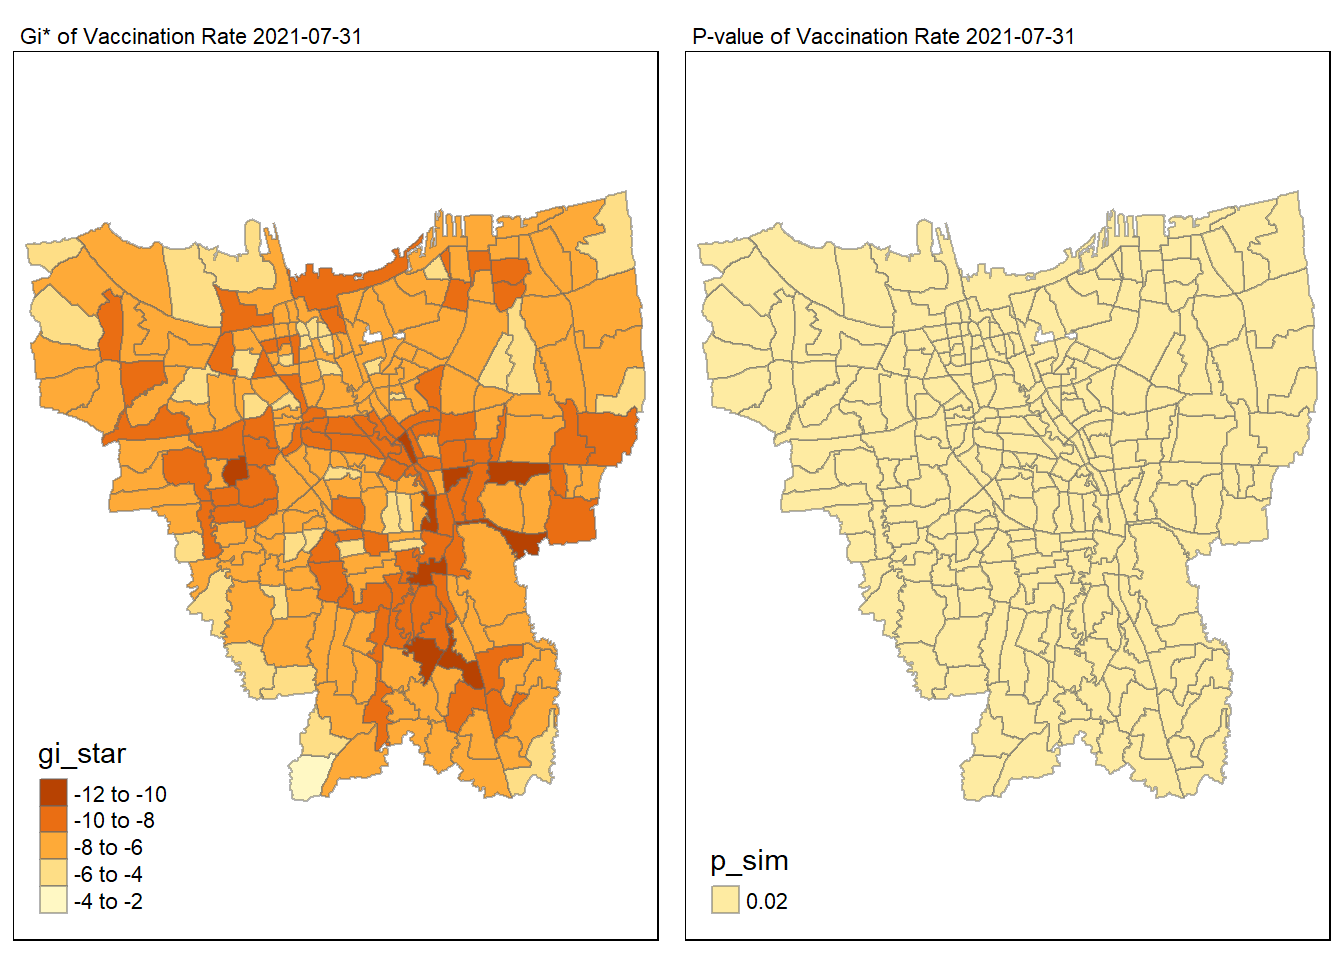 Gi* of Vaccination Rate 2021-07-31
gi_star
-12 to -10
-10 to -8
-8 to -6
-6 to -4
-4 to -2
P-value of Vaccination Rate 2021-07-31
p_sim
0.02